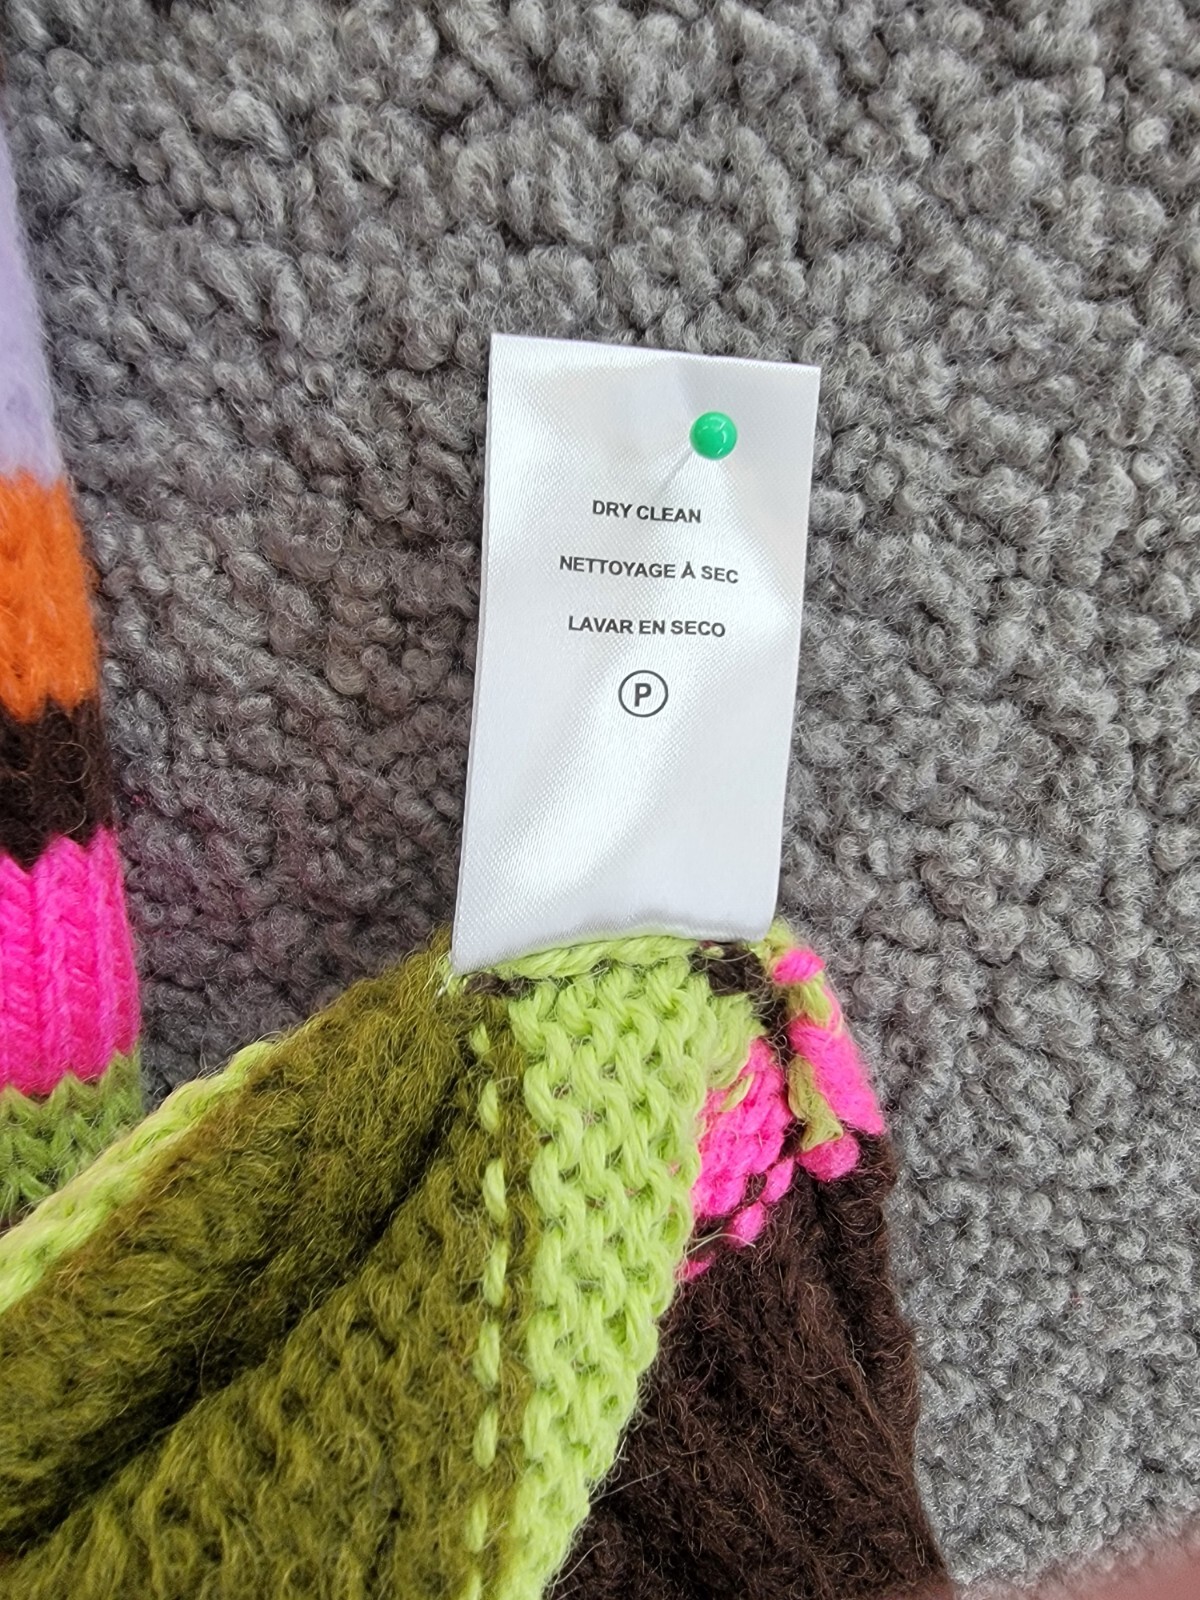 DRY CLEAN
NETTOYAGE À SEC
LAVAR EN SECO
P